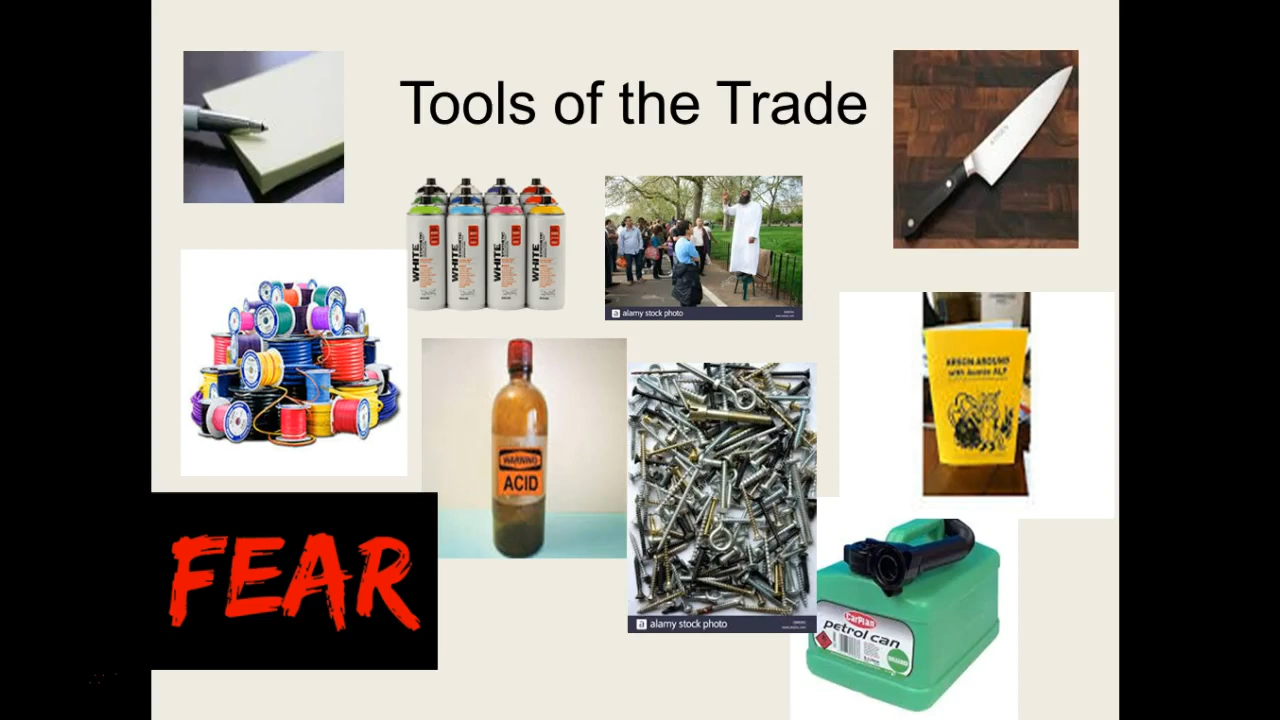 Tools of the Trade
WHITE
WHITE
WHITE
WHITE
alamy stock photo
ARSON AROUND
with Auntie ALF
WARNING
ACID
FEAR
alamy stock photo
CarPlan
petrol can